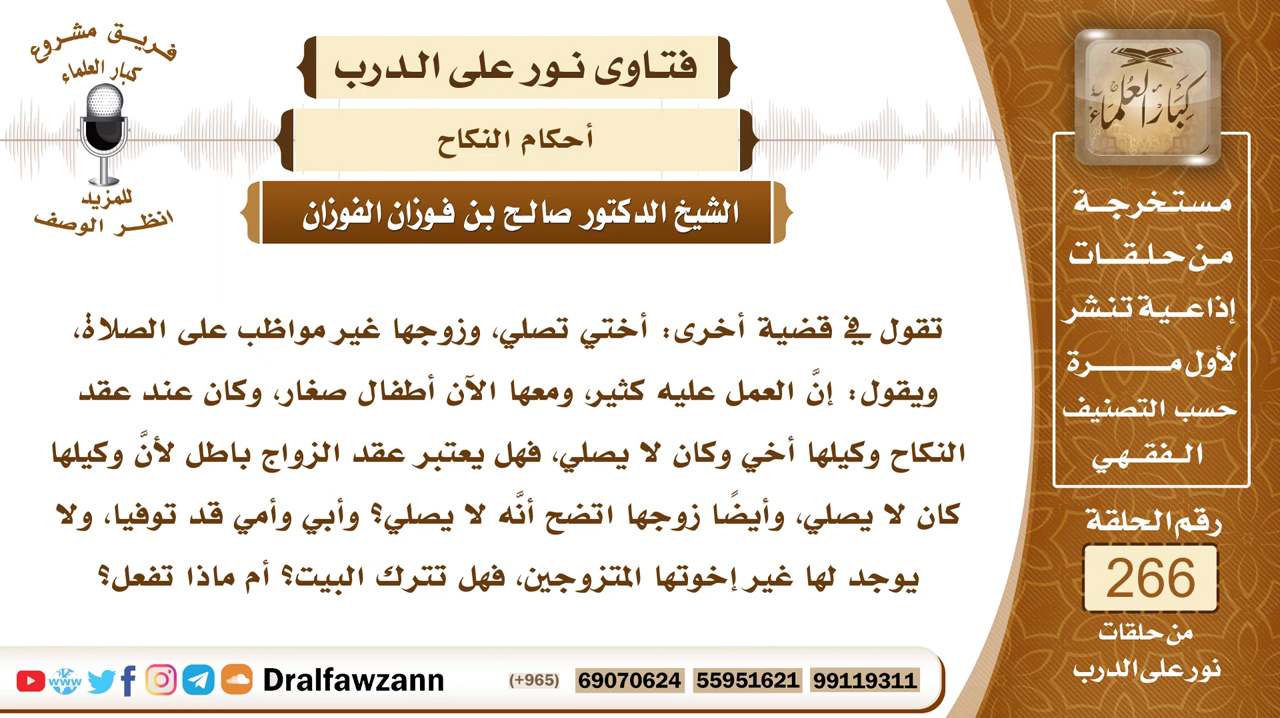 فريق مشروع
كبار العلماء
للمزيد
انظر الوصف
فتاوى نور على الدرب
أحكام النكاح
الشيخ الدكتور صالح بن فوزان الفوزان
تقول في قضية أخرى: أختي تصلي، وزوجها غير مواظب على الصلاة،
ويقول: إنَّ العمل عليه كثير، ومعها الآن أطفال صغار، وكان عند عقد
النكاح وكيلها أخي وكان لا يصلي، فهل يعتبر عقد الزواج باطل لأنَّ وكيلها
كان لا يصلي، وأيضًا زوجها اتضح أنَّه لا يصلي؟ وأبي وأمي قد توفيا، ولا
يوجد لها غير إخوتها المتزوجين، فهل تترك البيت؟ أم ماذا تفعل؟
كبار العلماء
مستخرجة
من حلقات
إذاعية تنشر
لأول مرة
حسب التصنيف
الفقهي
رقم الحلقة
266
من حلقات
نور على الدرب
www Dralfawzann (+965) 69070624 55951621 99119311